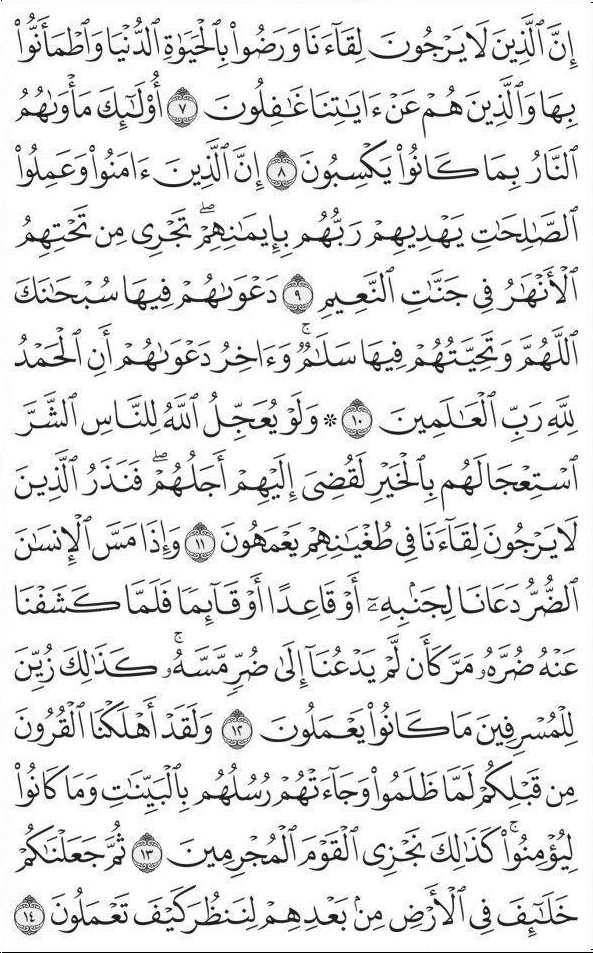 إِنَّ ٱلَّذِينَ لَا يَرْجُونَ لِقَآءَنَا وَرَضُوا۟ بِٱلْحَيَوٰةِ ٱلدُّنْيَا وَٱطْمَأَنُّوا۟
بِهَا وَٱلَّذِينَ هُمْ عَنْ ءَايَـٰتِنَا غَـٰفِلُونَ ٧ أُو۟لَـٰٓئِكَ مَأْوَىٰهُمُ
ٱلنَّارُ بِمَا كَانُوا۟ يَكْسِبُونَ ٨ إِنَّ ٱلَّذِينَ ءَامَنُوا۟ وَعَمِلُوا۟
ٱلصَّـٰلِحَـٰتِ يَهْدِيهِمْ رَبُّهُم بِإِيمَـٰنِهِمْ ۖ تَجْرِى مِن تَحْتِهِمُ
ٱلْأَنْهَـٰرُ فِى جَنَّـٰتِ ٱلنَّعِيمِ ٩ دَعْوَىٰهُمْ فِيهَا سُبْحَـٰنَكَ
ٱللَّهُمَّ وَتَحِيَّتُهُمْ فِيهَا سَلَـٰمٌ ۚ وَءَاخِرُ دَعْوَىٰهُمْ أَنِ ٱلْحَمْدُ
لِلَّهِ رَبِّ ٱلْعَـٰلَمِينَ ١٠ ۞ وَلَوْ يُعَجِّلُ ٱللَّهُ لِلنَّاسِ ٱلشَّرَّ
ٱسْتِعْجَالَهُم بِٱلْخَيْرِ لَقُضِىَ إِلَيْهِمْ أَجَلُهُمْ ۖ فَنَذَرُ ٱلَّذِينَ
لَا يَرْجُونَ لِقَآءَنَا فِى طُغْيَـٰنِهِمْ يَعْمَهُونَ ١١ وَإِذَا مَسَّ ٱلْإِنسَـٰنَ
ٱلضُّرُّ دَعَانَا لِجَنۢبِهِۦٓ أَوْ قَاعِدًا أَوْ قَآئِمًا فَلَمَّا كَشَفْنَا
عَنْهُ ضُرَّهُۥ مَرَّ كَأَن لَّمْ يَدْعُنَآ إِلَىٰ ضُرٍّ مَّسَّهُۥ ۚ كَذَٰلِكَ زُيِّنَ
لِلْمُسْرِفِينَ مَا كَانُوا۟ يَعْمَلُونَ ١٢ وَلَقَدْ أَهْلَكْنَا ٱلْقُرُونَ
مِن قَبْلِكُمْ لَمَّا ظَلَمُوا۟ وَجَآءَتْهُمْ رُسُلُهُم بِٱلْبَيِّنَـٰتِ وَمَا كَانُوا۟
لِيُؤْمِنُوا۟ ۚ كَذَٰلِكَ نَجْزِى ٱلْقَوْمَ ٱلْمُجْرِمِينَ ١٣ ثُمَّ جَعَلْنَـٰكُمْ
خَلَـٰٓئِفَ فِى ٱلْأَرْضِ مِنۢ بَعْدِهِمْ لِنَنظُرَ كَيْفَ تَعْمَلُونَ ١٤